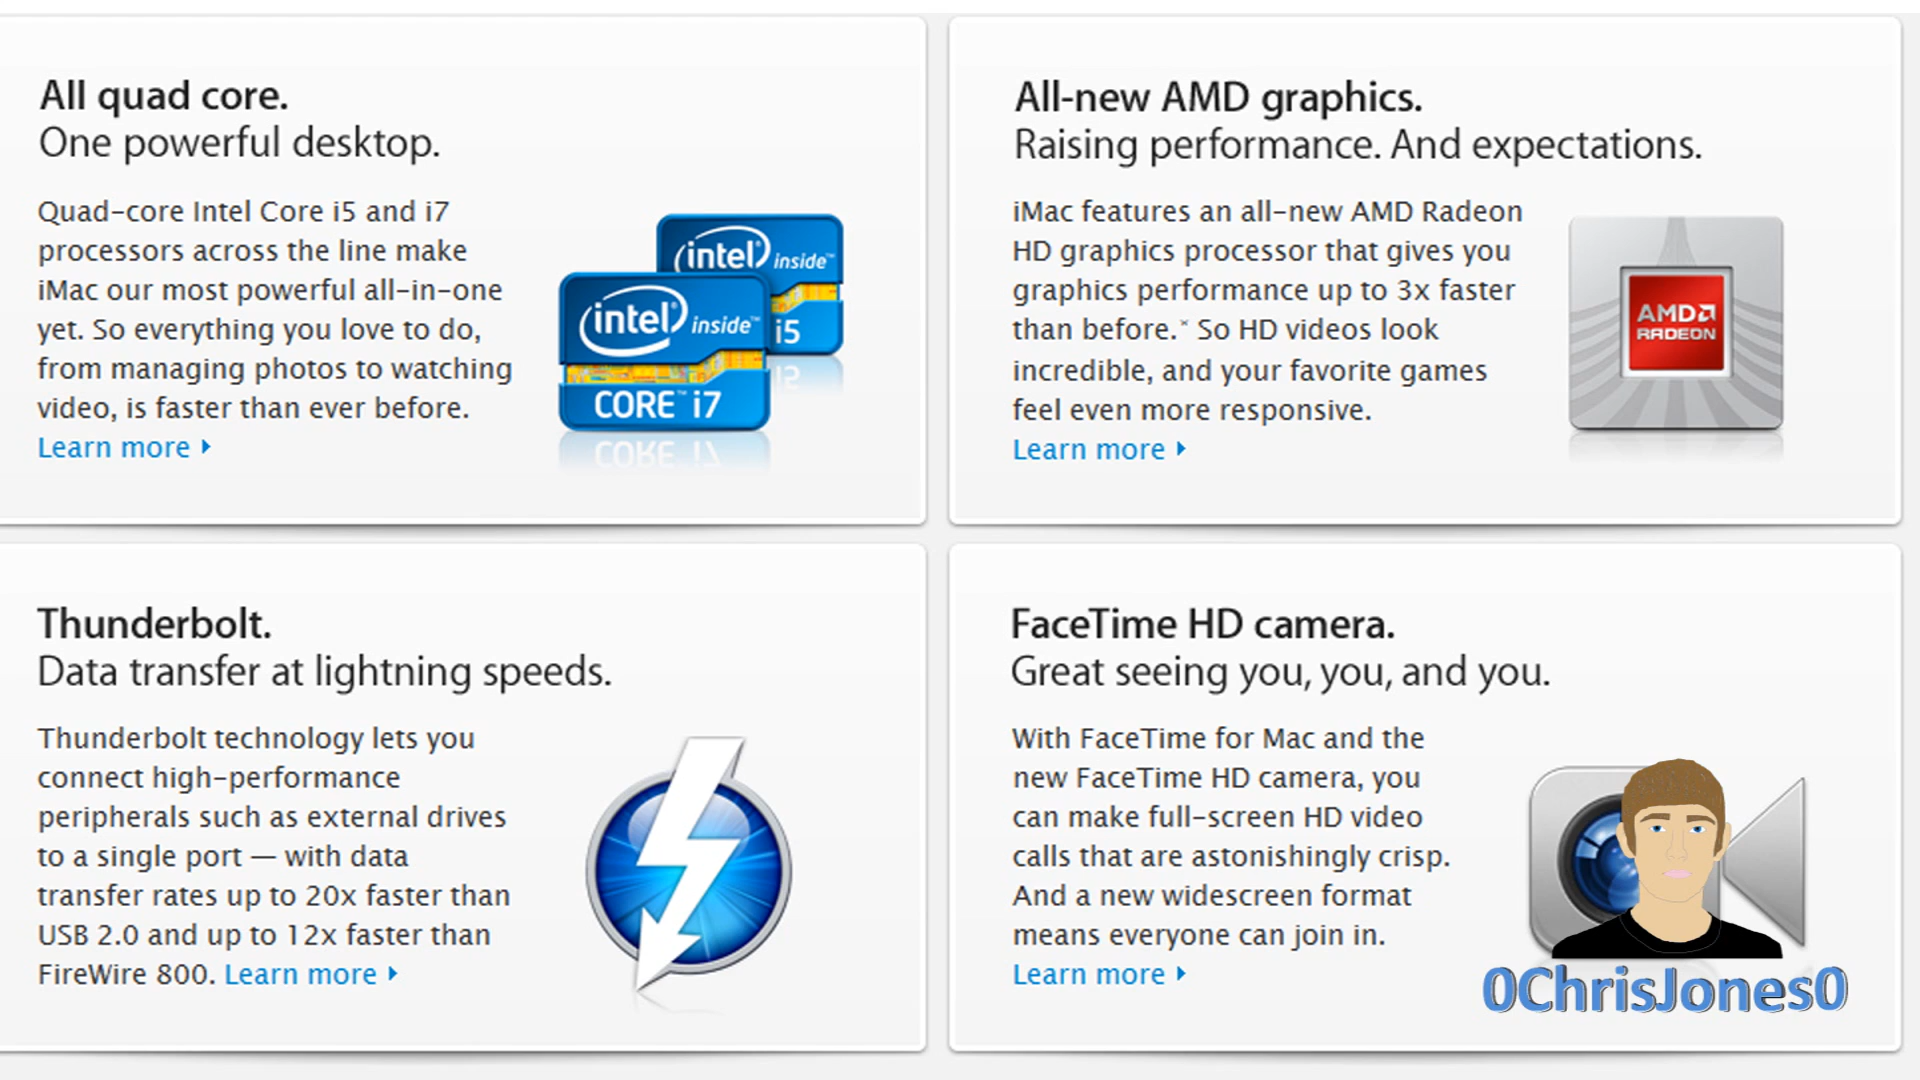 All quad core.
One powerful desktop.
Quad-core Intel Core i5 and i7
processors across the line make
iMac our most powerful all-in-one
yet. So everything you love to do,
from managing photos to watching
video, is faster than ever before.
Learn more
intel inside™
i5
intel inside™
CORE™ i7
All-new AMD graphics.
Raising performance. And expectations.
iMac features an all-new AMD Radeon
HD graphics processor that gives you
graphics performance up to 3x faster
than before.* So HD videos look
incredible, and your favorite games
feel even more responsive.
Learn more
AMD
RADEON
Thunderbolt.
Data transfer at lightning speeds.
Thunderbolt technology lets you
connect high-performance
peripherals such as external drives
to a single port — with data
transfer rates up to 20x faster than
USB 2.0 and up to 12x faster than
FireWire 800. Learn more
FaceTime HD camera.
Great seeing you, you, and you.
With FaceTime for Mac and the
new FaceTime HD camera, you
can make full-screen HD video
calls that are astonishingly crisp.
And a new widescreen format
means everyone can join in.
Learn more
0ChrisJones0